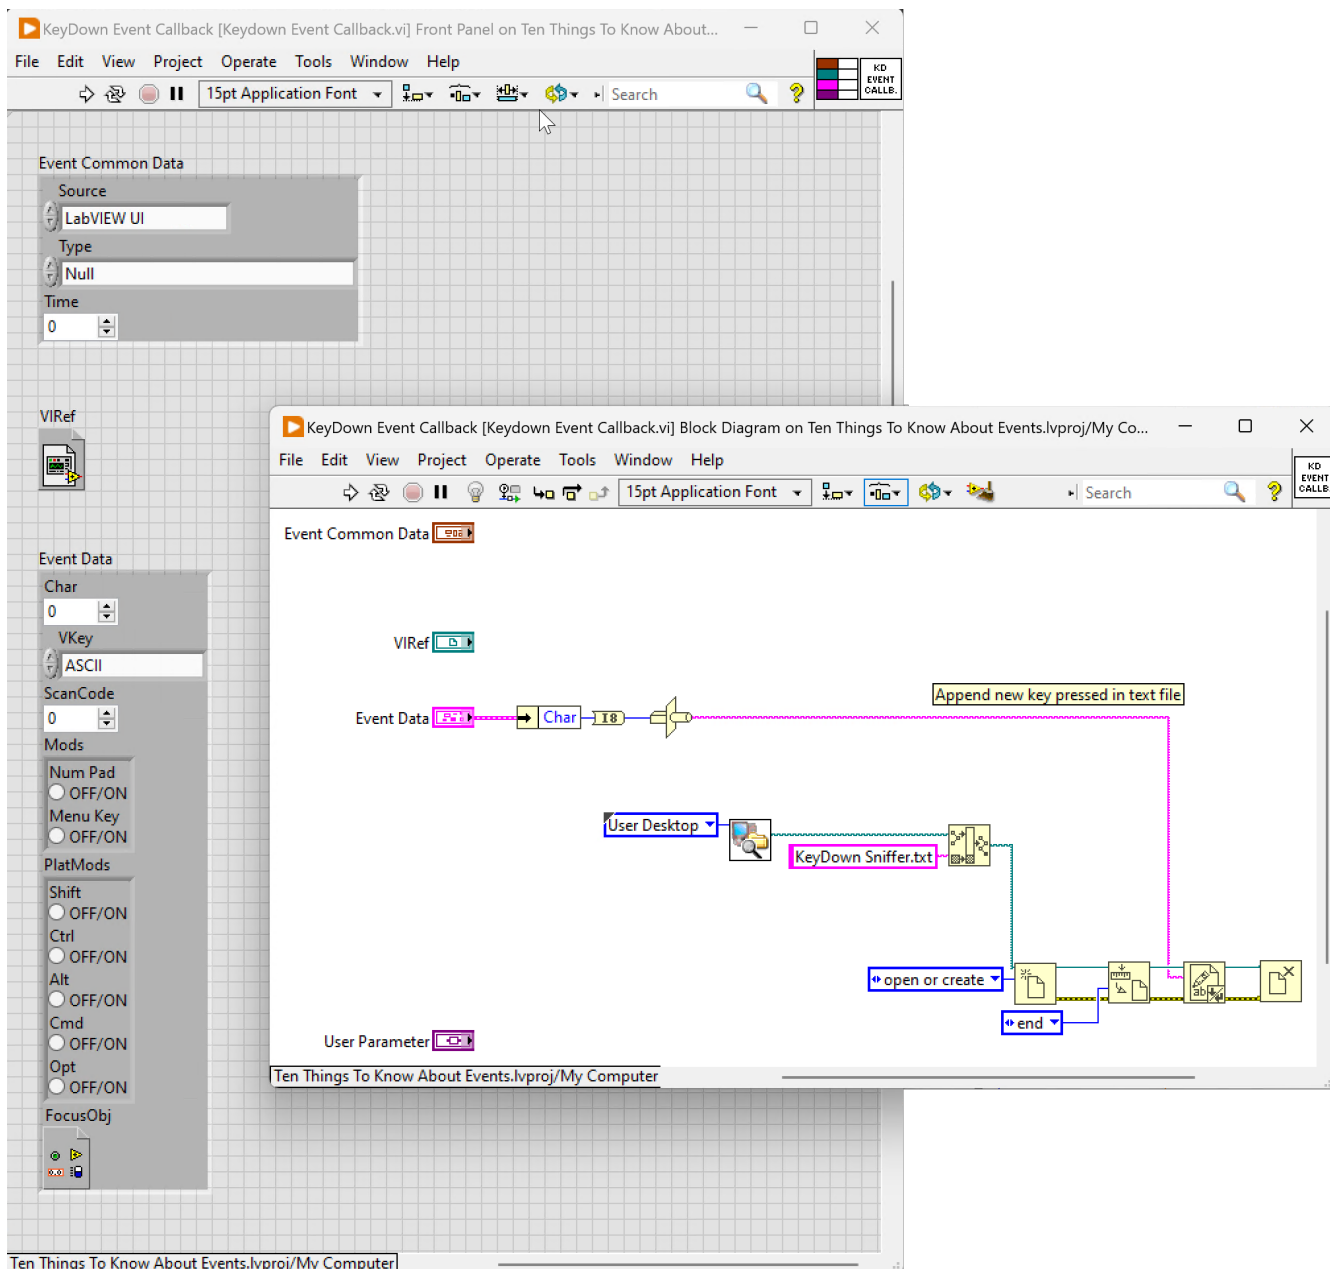 KeyDown Event Callback [Keydown Event Callback.vi] Front Panel on Ten Things To Know About...
File Edit View Project Operate Tools Window Help
15pt Application Font
Search
KD
EVENT
CALLB.
Event Common Data
Source
LabVIEW UI
Type
Null
Time
0
VIRef
Event Data
Char
0
VKey
ASCII
ScanCode
0
Mods
Num Pad
OFF/ON
Menu Key
OFF/ON
PlatMods
Shift
OFF/ON
Ctrl
OFF/ON
Alt
OFF/ON
Cmd
OFF/ON
Opt
OFF/ON
FocusObj
Ten Things To Know About Events.lvproj/My Computer
KeyDown Event Callback [Keydown Event Callback.vi] Block Diagram on Ten Things To Know About Events.lvproj/My Co...
File Edit View Project Operate Tools Window Help
15pt Application Font
Search
KD
EVENT
CALLB
Event Common Data
VIRef
Append new key pressed in text file
Event Data
Char
I8
User Desktop
KeyDown Sniffer.txt
open or create
ab
end
User Parameter
Ten Things To Know About Events.lvproj/My Computer